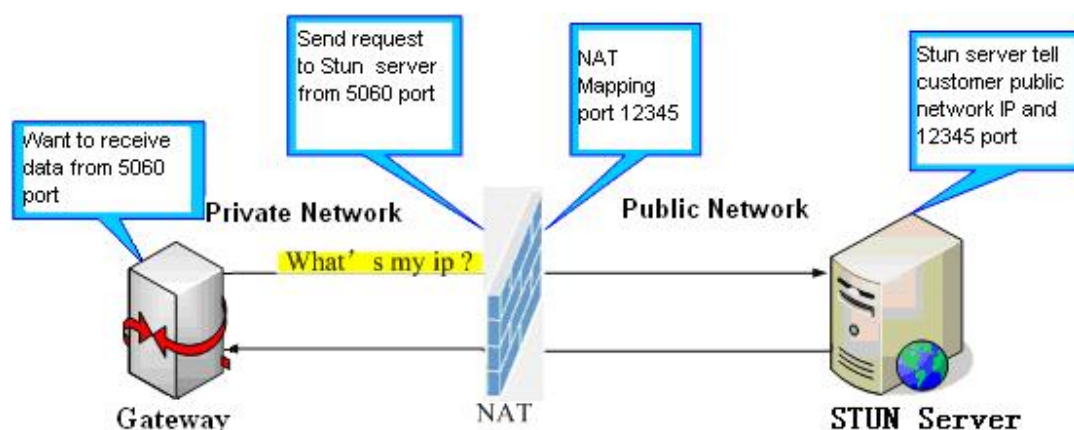 Send request
to Stun server
from 5060 port
NAT
Mapping
port 12345
Stun server tell
customer public
network IP and
12345 port
Want to receive
data from 5060
port
Private Network
Public Network
What's my ip ?
Gateway
NAT
STUN Server